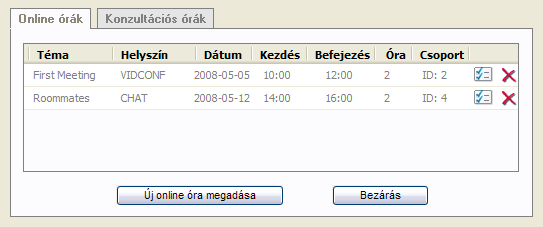 Online órák Konzultációs órák
Téma Helyszín Dátum Kezdés Befejezés Óra Csoport
First Meeting VIDCONF 2008-05-05 10:00 12:00 2 ID: 2
Roommates CHAT 2008-05-12 14:00 16:00 2 ID: 4
Új online óra megadása Bezárás